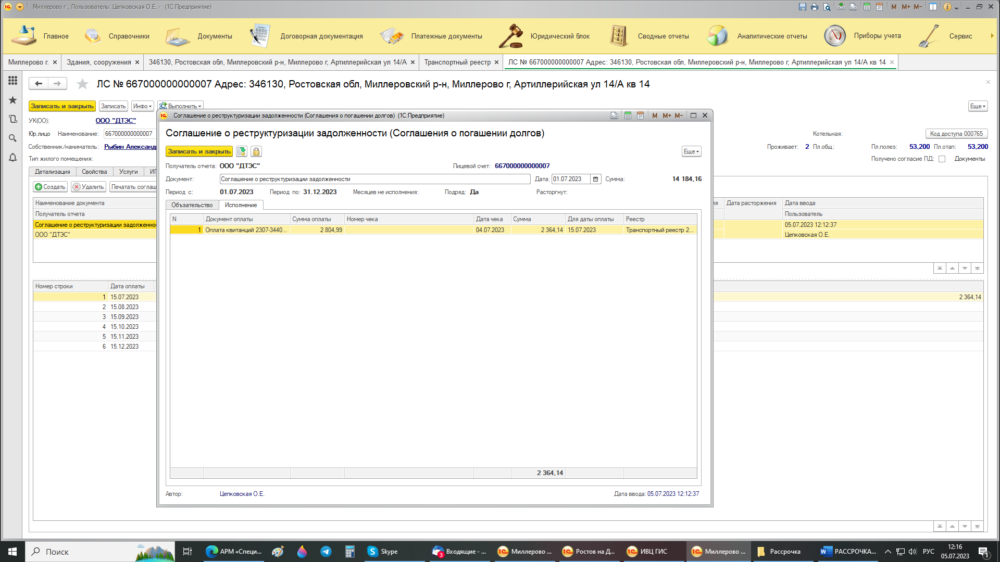 Миллерово г., Пользователь: Цепковская О.Е. - (1С:Предприятие)
M M+ M-
Главное
Справочники
Документы
Договорная документация
Платежные документы
Юридический блок
Сводные отчеты
Аналитические отчеты
Приборы учета
Сервис
Миллерово г.
Здания, сооружения
346130, Ростовская обл, Миллеровский р-н, Миллерово г, Артиллерийская ул 14/А
Транспортный реестр
ЛС № 667000000000007 Адрес: 346130, Ростовская обл, Миллеровский р-н, Миллерово г, Артиллерийская ул 14/А кв 14
ЛС № 667000000000007 Адрес: 346130, Ростовская обл, Миллеровский р-н, Миллерово г, Артиллерийская ул 14/А кв 14
Записать и закрыть Записать Инфо Выполнить Еще
УК(ОО): ООО "ДТЭС"
Юр.лицо Наименование: 667000000000007 Котельная: Код доступа 000765
Собственник/наниматель: Рыбин Александ Проживает: 2 Пл.общ: Пл.полез: 53,200 Пл.отап: 53,200
Тип жилого помещения: Получено согласие ПД: Документы
Детализация Свойства Услуги
Создать Удалить Печатать соглаш
Наименование документа
Получатель отчета
Соглашение о реструктуризации задолженно
ООО "ДТЭС"
Дата расторжения Дата ввода
Пользователь
05.07.2023 12:12:37
Цепковская О.Е.
Номер строки Дата оплаты
1 15.07.2023 2 364,14
2 15.08.2023
3 15.09.2023
4 15.10.2023
5 15.11.2023
6 15.12.2023
Соглашение о реструктуризации задолженности (Соглашения о погашении долгов) (1С:Предприятие)
M M+ M-
Соглашение о реструктуризации задолженности (Соглашения о погашении долгов)
Записать и закрыть Еще
Получатель отчета: ООО "ДТЭС" Лицевой счет: 667000000000007
Документ: Соглашение о реструктуризации задолженности Дата: 01.07.2023 Сумма: 14 184,16
Период с: 01.07.2023 Период по: 31.12.2023 Месяцев не исполнения: Подряд: Да Расторгнут:
Объзательство Исполнение
N Документ оплаты Сумма оплаты Номер чека Дата чека Сумма Для даты оплаты Реестр
1 Оплата квитанций 2307-3440... 2 804,99 04.07.2023 2 364,14 15.07.2023 Транспортный реестр 2...
2 364,14
Автор: Цепковская О.Е. Дата ввода: 05.07.2023 12:12:37
Поиск
АРМ «Специ...
Skype
3
Входящие - ...
Миллерово ...
Ростов на Д...
ИВЦ ГИС
Миллерово ...
Рассрочка
РАССРОЧКА...
РУС
12:16
05.07.2023
1